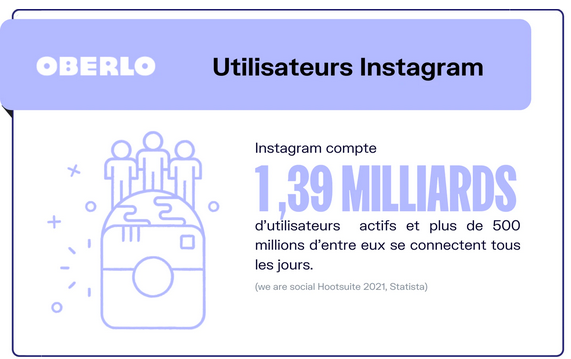 OBERLO
Utilisateurs Instagram
Instagram compte
1,39 MILLIARDS
d'utilisateurs actifs et plus de 500
millions d'entre eux se connectent tous
les jours.
(we are social Hootsuite 2021, Statista)